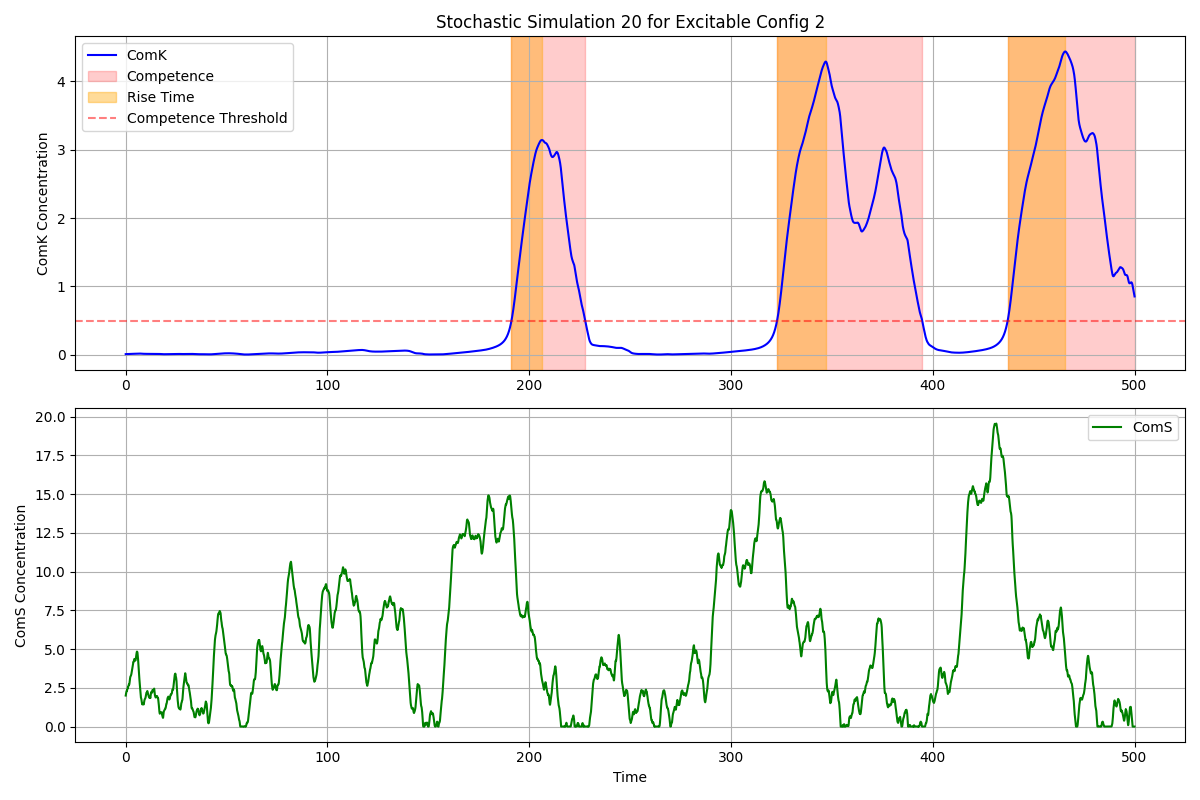 Stochastic Simulation 20 for Excitable Config 2
ComK
Competence
Rise Time
Competence Threshold
ComK Concentration
4
3
2
1
0
0 100 200 300 400 500
ComS
ComS Concentration
20.0
17.5
15.0
12.5
10.0
7.5
5.0
2.5
0.0
0 100 200 300 400 500
Time